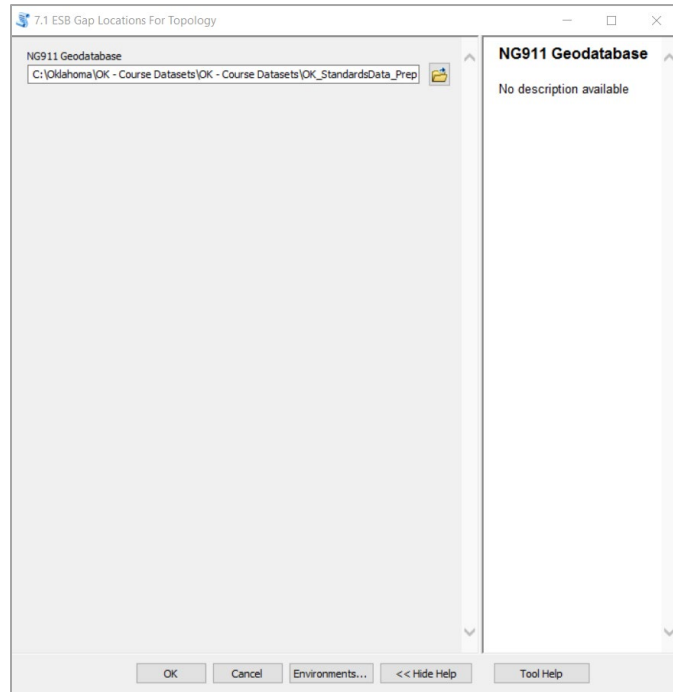 7.1 ESB Gap Locations For Topology
NG911 Geodatabase
C:\Oklahoma\OK - Course Datasets\OK - Course Datasets\OK_StandardsData_Prep
NG911 Geodatabase
No description available
OK
Cancel
Environments...
<< Hide Help
Tool Help